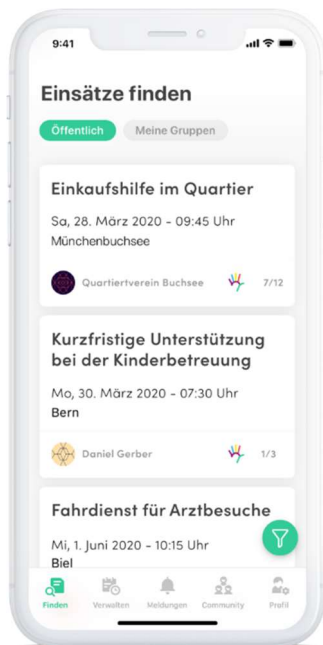 9:41
Einsätze finden
Öffentlich Meine Gruppen
Einkaufshilfe im Quartier
Sa, 28. März 2020 - 09:45 Uhr
Münchenbuchsee
Quartiertverein Buchsee 7/12
Kurzfristige Unterstützung
bei der Kinderbetreuung
Mo, 30. März 2020 - 07:30 Uhr
Bern
Daniel Gerber 1/3
Fahrdienst für Arztbesuche
Mi, 1. Juni 2020 - 10:15 Uhr
Biel
Finden Verwalten Meldungen Community Profil